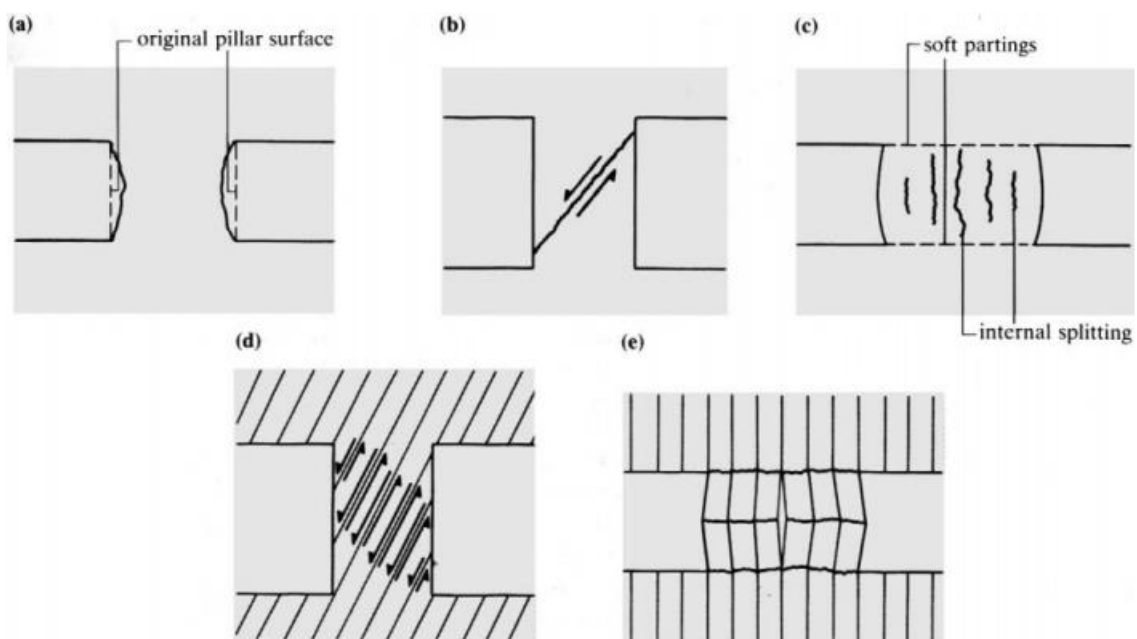 (a)
original pillar surface
(b)
(c)
soft partings
internal splitting
(d)
(e)